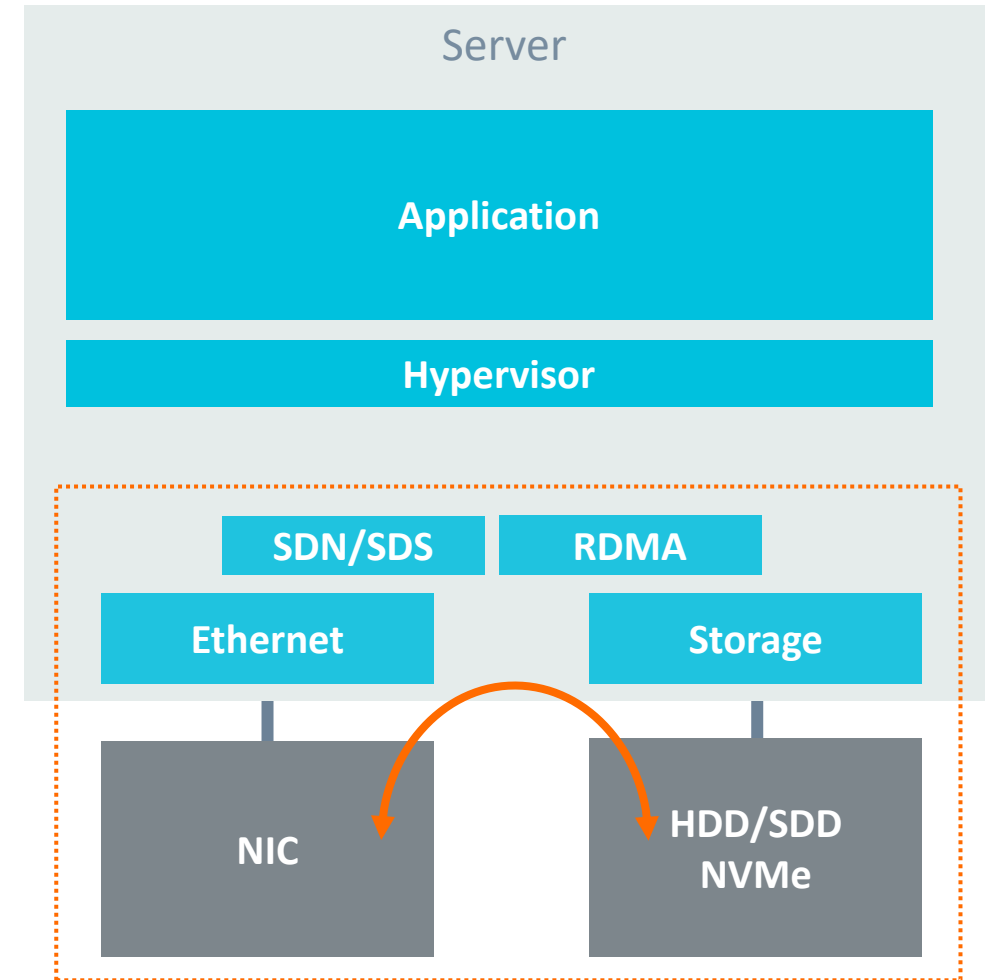 Server
Application
Hypervisor
SDN/SDS
RDMA
Ethernet
Storage
NIC
HDD/SDD
NVMe